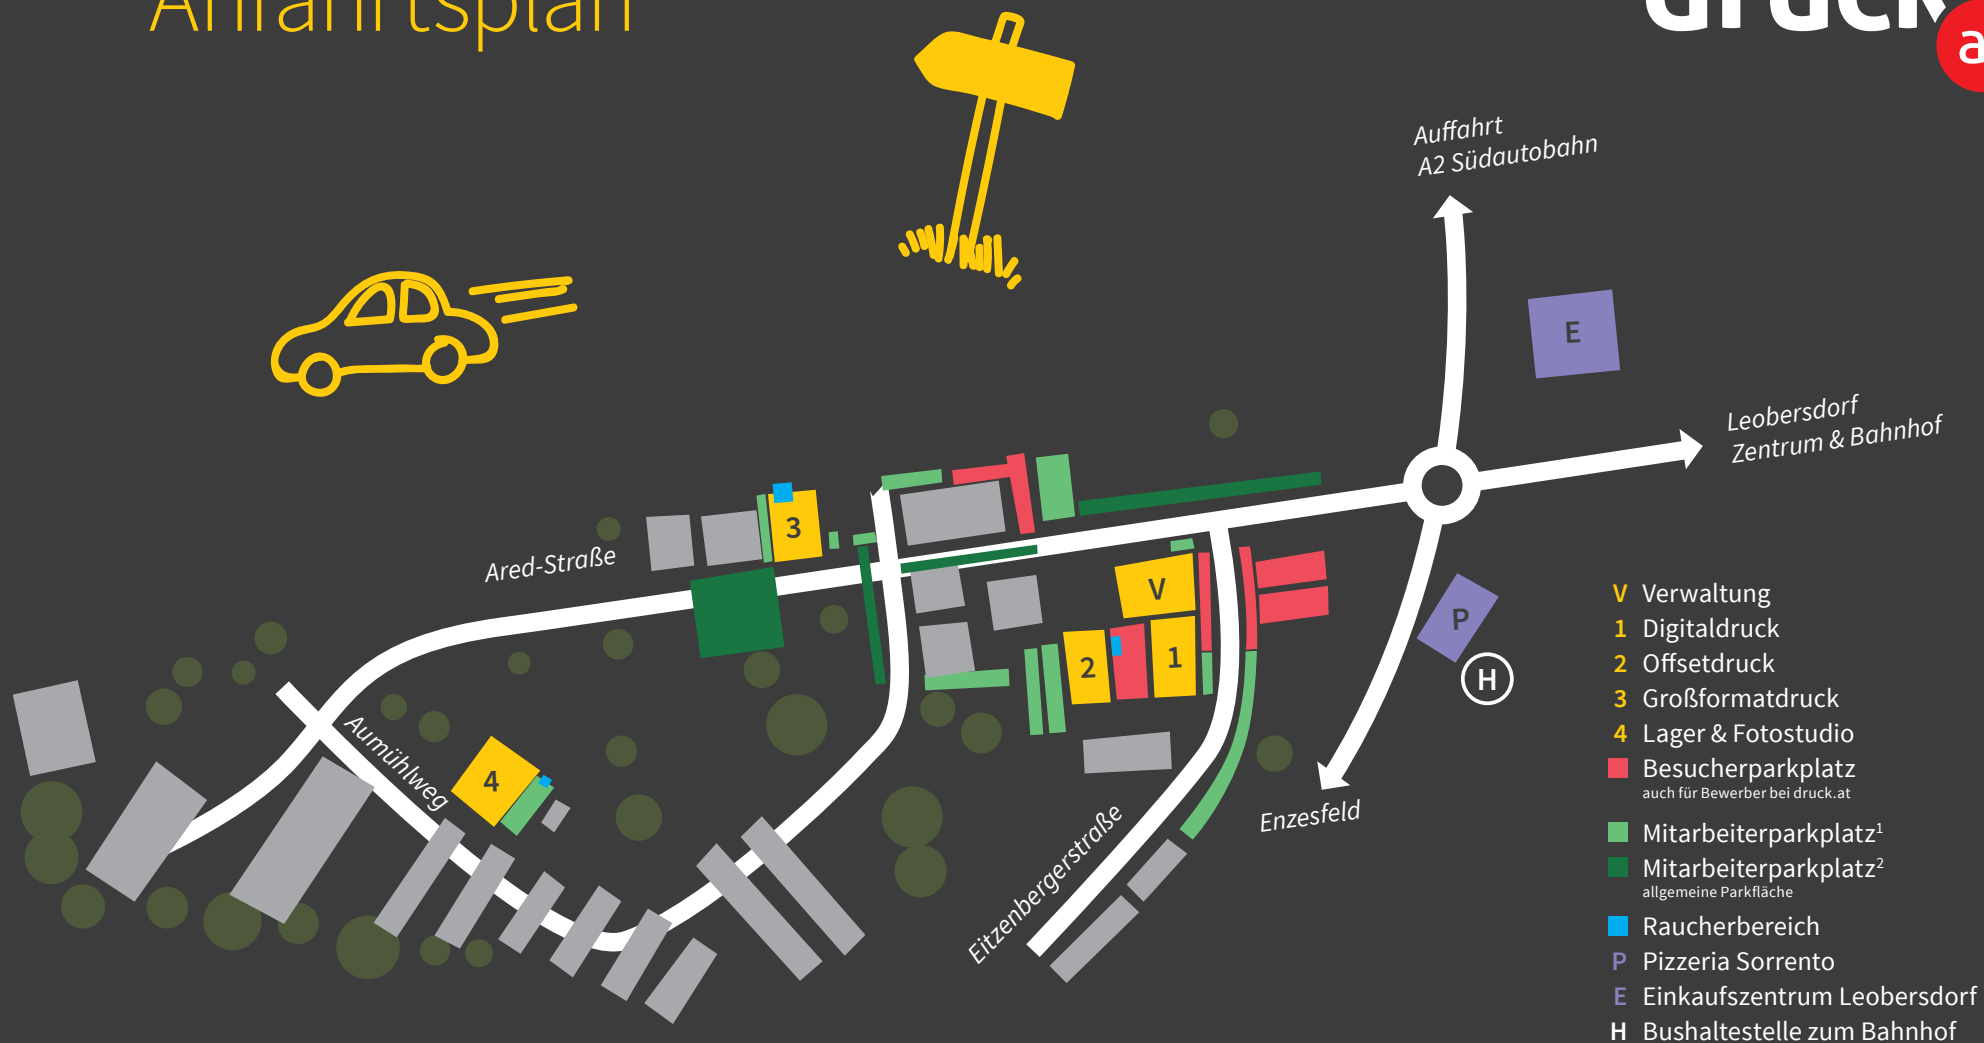 Anfahrtsplan
druck
a
Auffahrt
A2 Südautobahn
E
Leobersdorf
Zentrum & Bahnhof
3
Ared-Straße
V
P
2
1
H
Aumühlweg
4
Enzesfeld
Eitzenbergerstraße
V Verwaltung
1 Digitaldruck
2 Offsetdruck
3 Großformatdruck
4 Lager & Fotostudio
Besucherparkplatz
auch für Bewerber bei druck.at
Mitarbeiterparkplatz¹
Mitarbeiterparkplatz²
allgemeine Parkfläche
Raucherbereich
P Pizzeria Sorrento
E Einkaufszentrum Leobersdorf
H Bushaltestelle zum Bahnhof